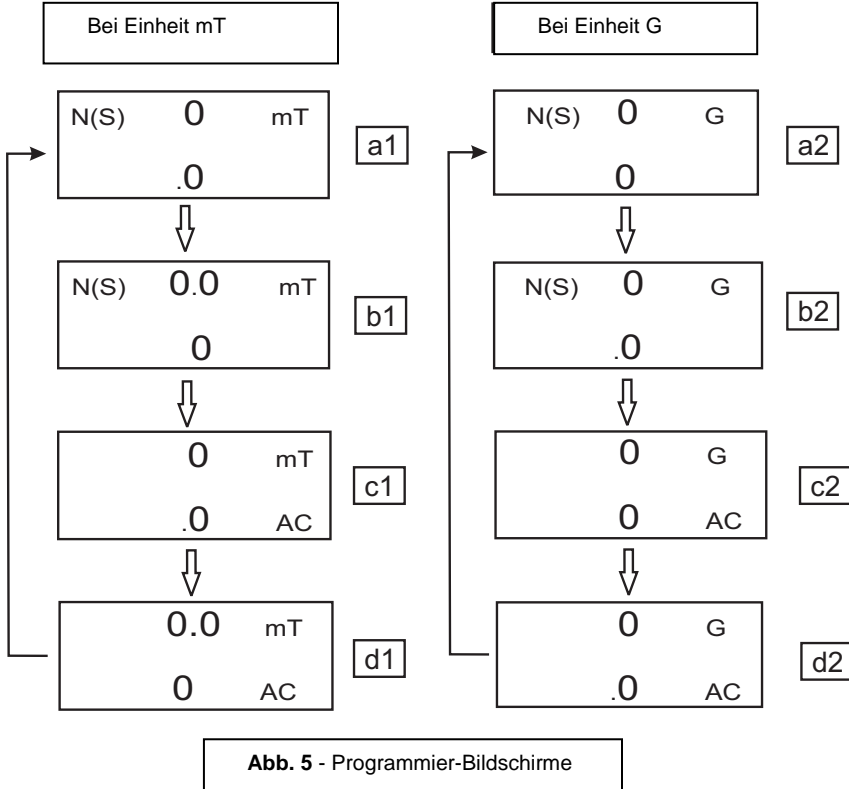 Bei Einheit mT
N(S) 0 mT
.0
a1
N(S) 0.0 mT
0
b1
0 mT
.0 AC
c1
0.0 mT
0 AC
d1
Bei Einheit G
N(S) 0 G
0
a2
N(S) 0 G
.0
b2
0 G
0 AC
c2
0 G
.0 AC
d2
Abb. 5 - Programmier-Bildschirme